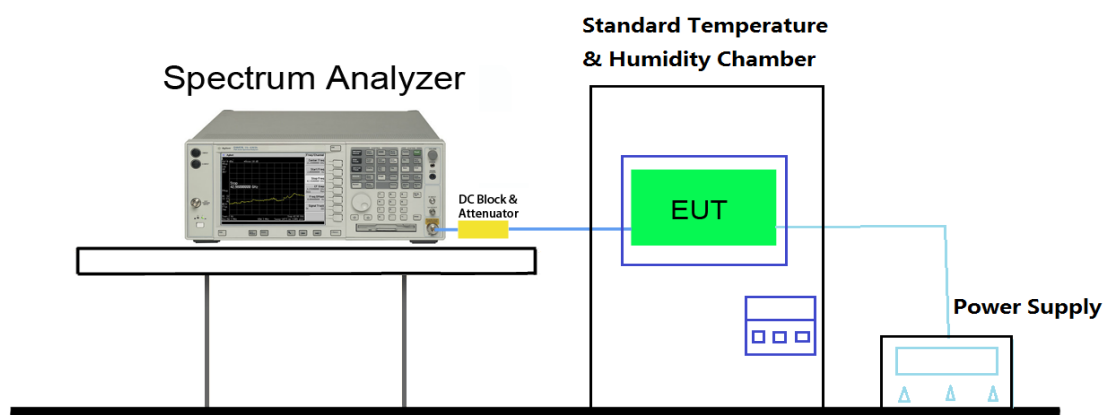 Standard Temperature
& Humidity Chamber
Spectrum Analyzer
DC Block &
Attenuator
EUT
Power Supply